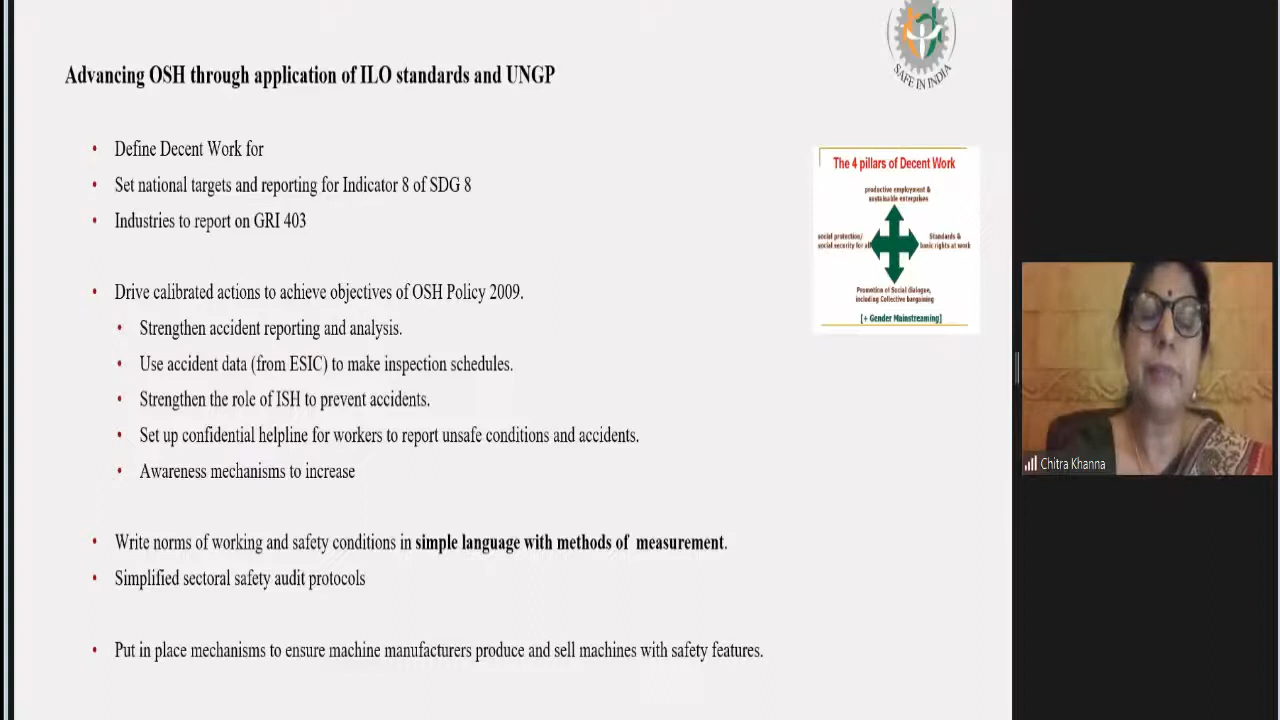 SAFE IN INDIA
Advancing OSH through application of ILO standards and UNGP
• Define Decent Work for
• Set national targets and reporting for Indicator 8 of SDG 8
• Industries to report on GRI 403
• Drive calibrated actions to achieve objectives of OSH Policy 2009.
• Strengthen accident reporting and analysis.
• Use accident data (from ESIC) to make inspection schedules.
• Strengthen the role of ISH to prevent accidents.
• Set up confidential helpline for workers to report unsafe conditions and accidents.
• Awareness mechanisms to increase
• Write norms of working and safety conditions in simple language with methods of measurement.
• Simplified sectoral safety audit protocols
• Put in place mechanisms to ensure machine manufacturers produce and sell machines with safety features.
The 4 pillars of Decent Work
productive employment &
sustainable enterprises
social protection/
social security for all
Standards &
basic rights at work
Promotion of Social dialogue,
including Collective bargaining
[+ Gender Mainstreaming]
Chitra Khanna